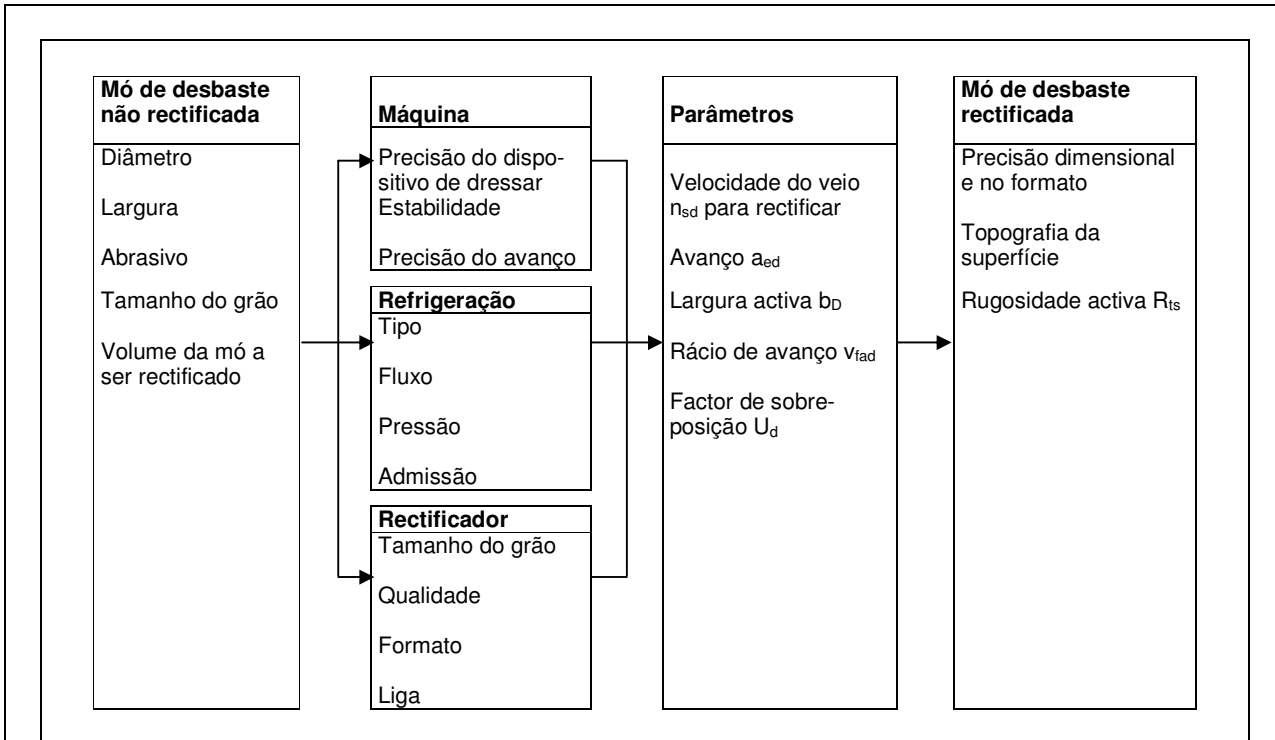 Mó de desbaste
não rectificada
Diâmetro
Largura
Abrasivo
Tamanho do grão
Volume da mó a
ser rectificado
Máquina
Precisão do dispo-
sitivo de dressar
Estabilidade
Precisão do avanço
Refrigeração
Tipo
Fluxo
Pressão
Admissão
Rectificador
Tamanho do grão
Qualidade
Formato
Liga
Parâmetros
Velocidade do veio
nsd para rectificar
Avanço aed
Largura activa bD
Rácio de avanço vfad
Factor de sobre-
posição Ud
Mó de desbaste
rectificada
Precisão dimensional
e no formato
Topografia da
superfície
Rugosidade activa Rts